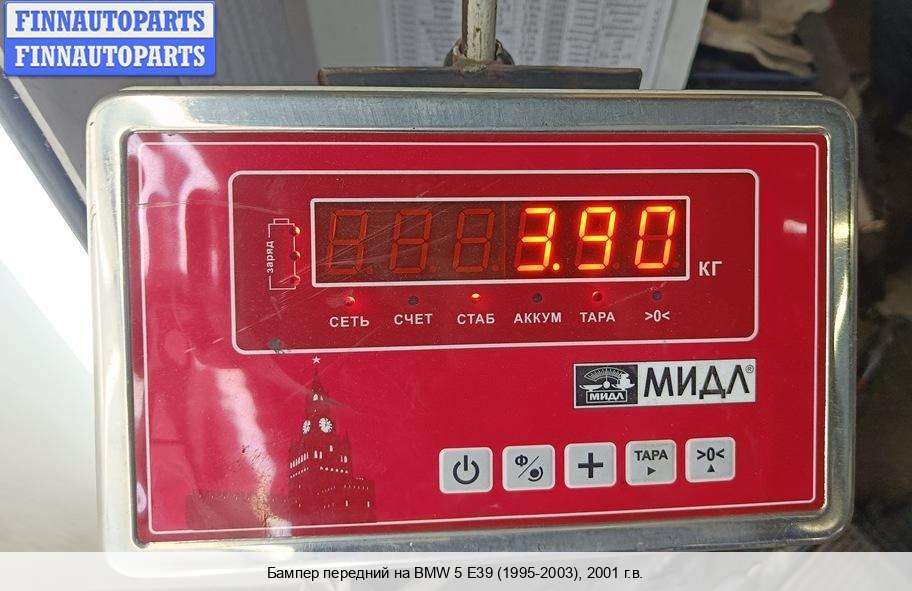 FINNAUTOPARTS
FINNAUTOPARTS
заряд
3.90
КГ
СЕТЬ СЧЕТ СТАБ АККУМ ТАРА >0<
МИДЛ МИДЛ®
Ф ТАРА >0<
Бампер передний на BMW 5 E39 (1995-2003), 2001 г.в.